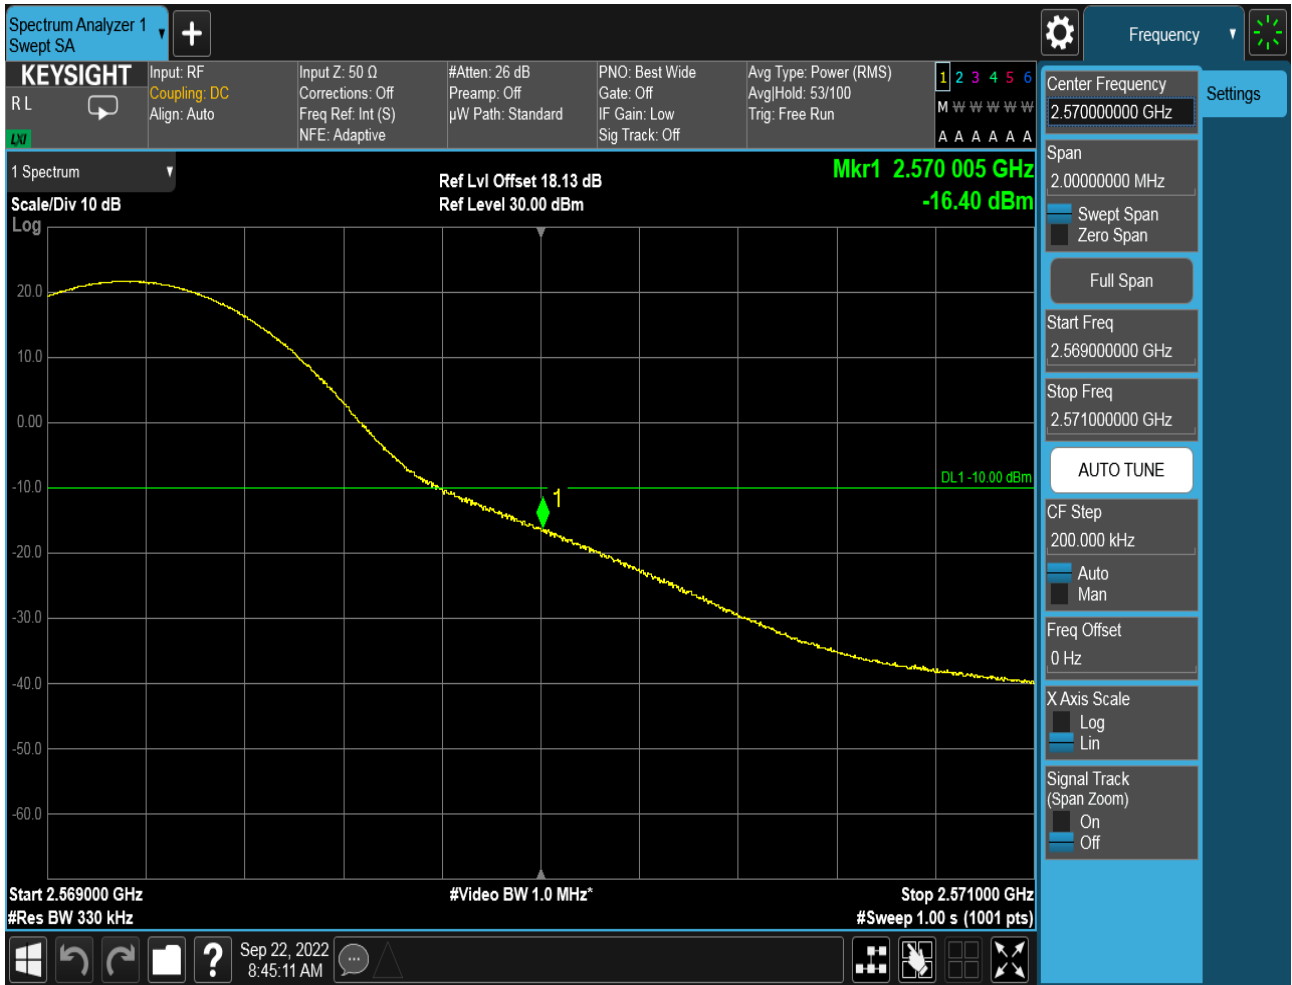 Spectrum Analyzer 1
Swept SA
Frequency
KEYSIGHT
R L
LXI
Input: RF
Coupling: DC
Align: Auto
Input Z: 50 Ω
Corrections: Off
Freq Ref: Int (S)
NFE: Adaptive
#Atten: 26 dB
Preamp: Off
µW Path: Standard
PNO: Best Wide
Gate: Off
IF Gain: Low
Sig Track: Off
Avg Type: Power (RMS)
Avg|Hold: 53/100
Trig: Free Run
1 2 3 4 5 6
M W W W W W
A A A A A A
1 Spectrum
Scale/Div 10 dB
Log
Ref Lvl Offset 18.13 dB
Ref Level 30.00 dBm
Mkr1 2.570 005 GHz
-16.40 dBm
20.0
10.0
0.00
-10.0
-20.0
-30.0
-40.0
-50.0
-60.0
DL1 -10.00 dBm
1
Start 2.569000 GHz
#Res BW 330 kHz
#Video BW 1.0 MHz*
Stop 2.571000 GHz
#Sweep 1.00 s (1001 pts)
Sep 22, 2022
8:45:11 AM
Center Frequency
2.570000000 GHz
Settings
Span
2.00000000 MHz
Swept Span
Zero Span
Full Span
Start Freq
2.569000000 GHz
Stop Freq
2.571000000 GHz
AUTO TUNE
CF Step
200.000 kHz
Auto
Man
Freq Offset
0 Hz
X Axis Scale
Log
Lin
Signal Track
(Span Zoom)
On
Off